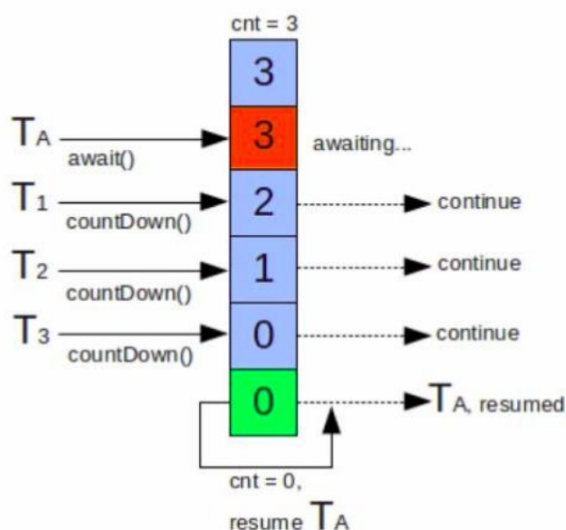 cnt = 3
3
TA
await()
3
awaiting...
T1
countDown()
2
continue
T2
countDown()
1
continue
T3
countDown()
0
continue
0
TA, resumed
cnt = 0,
resume TA